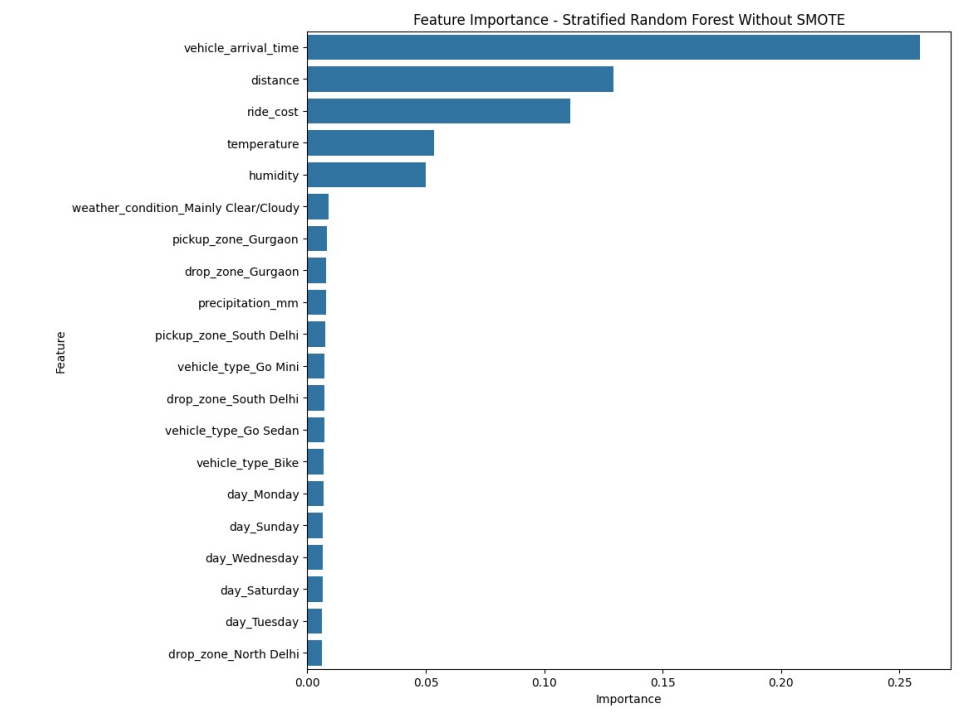 Feature Importance - Stratified Random Forest Without SMOTE
vehicle_arrival_time
distance
ride_cost
temperature
humidity
weather_condition_Mainly Clear/Cloudy
pickup_zone_Gurgaon
drop_zone_Gurgaon
precipitation_mm
pickup_zone_South Delhi
vehicle_type_Go Mini
drop_zone_South Delhi
vehicle_type_Go Sedan
vehicle_type_Bike
day_Monday
day_Sunday
day_Wednesday
day_Saturday
day_Tuesday
drop_zone_North Delhi
Feature
0.00 0.05 0.10 0.15 0.20 0.25
Importance